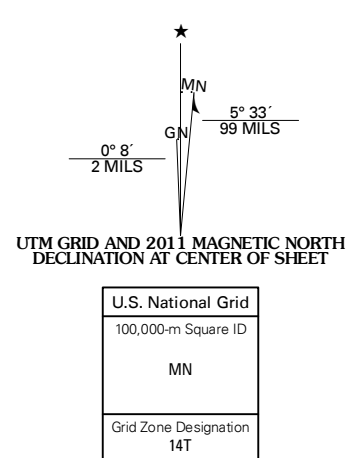 ★
MN
GN
5° 33´
99 MILS
0° 8´
2 MILS
UTM GRID AND 2011 MAGNETIC NORTH
DECLINATION AT CENTER OF SHEET
U.S. National Grid
100,000-m Square ID
MN
Grid Zone Designation
14T